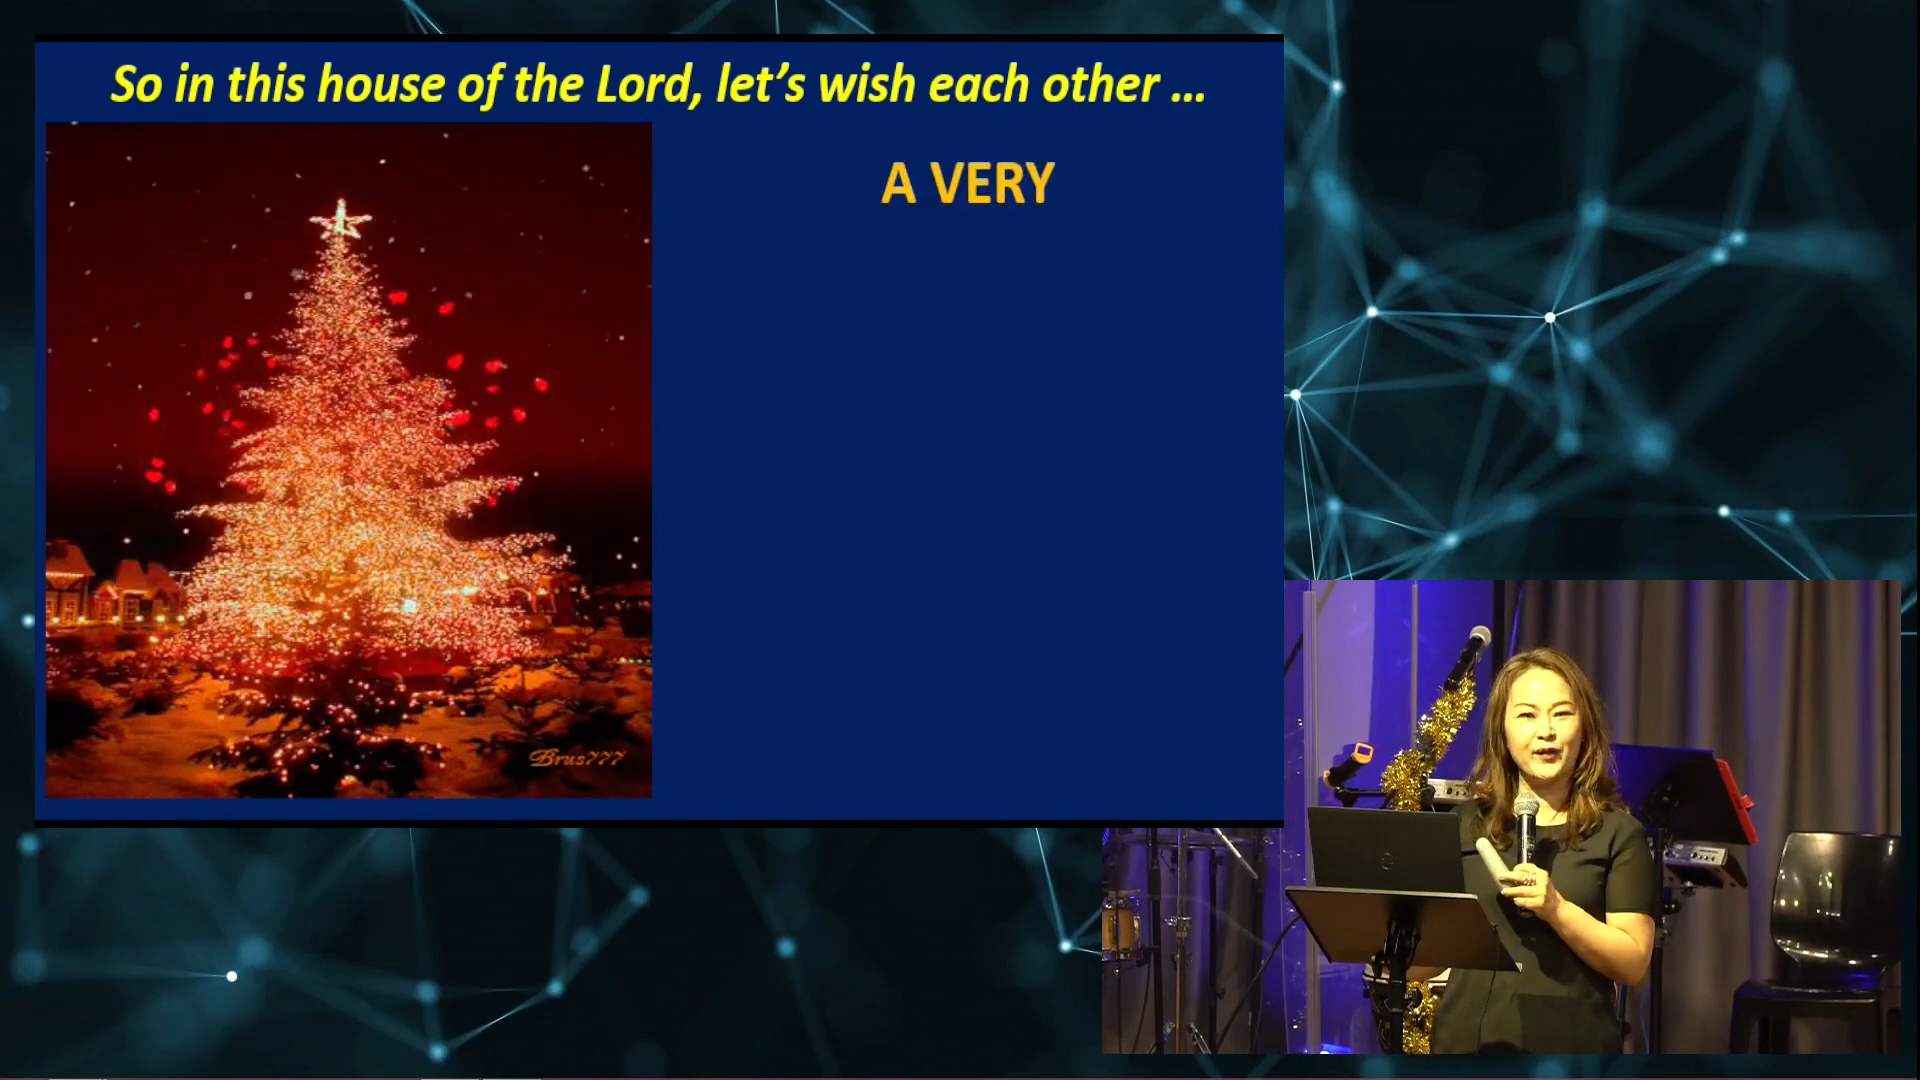 So in this house of the Lord, let's wish each other ...
A VERY
Brus777